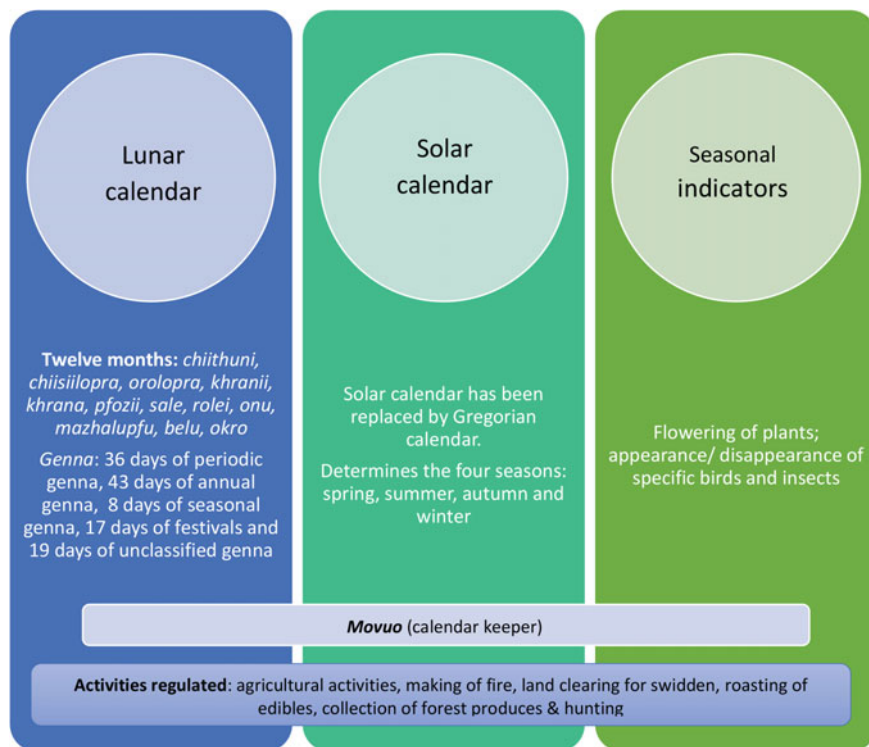 Lunar
calendar
Twelve months: chiithuni,
chiisiilopra, orolopra, khranii,
khrana, pfozii, sale, rolei, onu,
mazhalupfu, belu, okro
Genna: 36 days of periodic
genna, 43 days of annual
genna, 8 days of seasonal
genna, 17 days of festivals and
19 days of unclassified genna
Solar
calendar
Solar calendar has been
replaced by Gregorian
calendar.
Determines the four seasons:
spring, summer, autumn and
winter
Seasonal
indicators
Flowering of plants;
appearance/ disappearance of
specific birds and insects
Movuo (calendar keeper)
Activities regulated: agricultural activities, making of fire, land clearing for swidden, roasting of
edibles, collection of forest produces & hunting